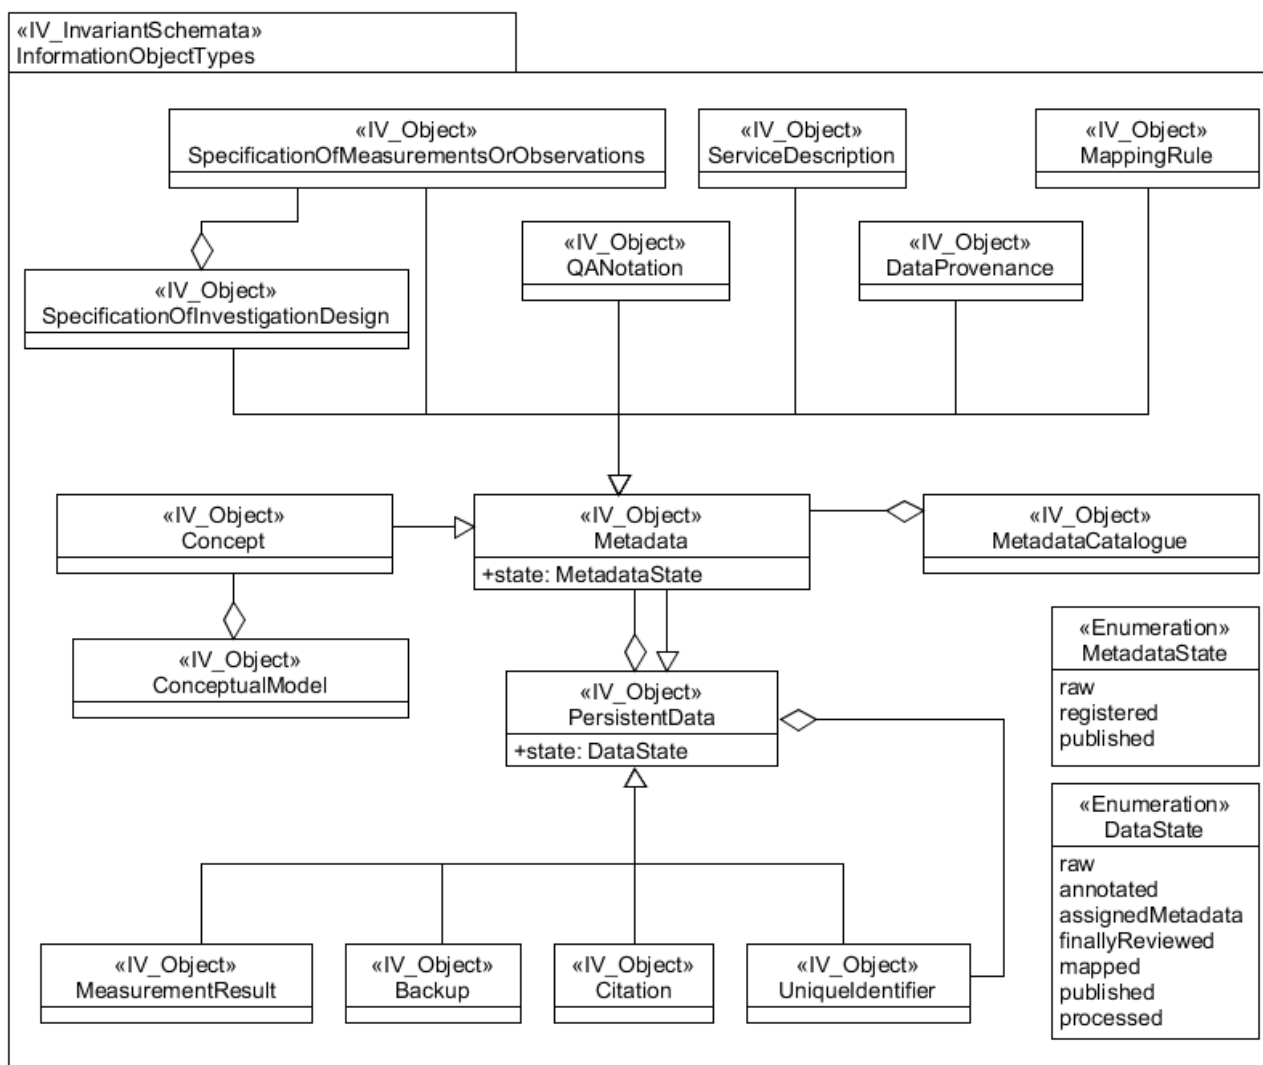 «IV_InvariantSchemata»
InformationObjectTypes
«IV_Object»
SpecificationOfMeasurementsOrObservations
«IV_Object»
ServiceDescription
«IV_Object»
MappingRule
«IV_Object»
QANotation
«IV_Object»
DataProvenance
«IV_Object»
SpecificationOfInvestigationDesign
«IV_Object»
Concept
«IV_Object»
Metadata
+state: MetadataState
«IV_Object»
MetadataCatalogue
«IV_Object»
ConceptualModel
«IV_Object»
PersistentData
+state: DataState
«Enumeration»
MetadataState
raw
registered
published
«Enumeration»
DataState
raw
annotated
assignedMetadata
finallyReviewed
mapped
published
processed
«IV_Object»
MeasurementResult
«IV_Object»
Backup
«IV_Object»
Citation
«IV_Object»
UniqueIdentifier